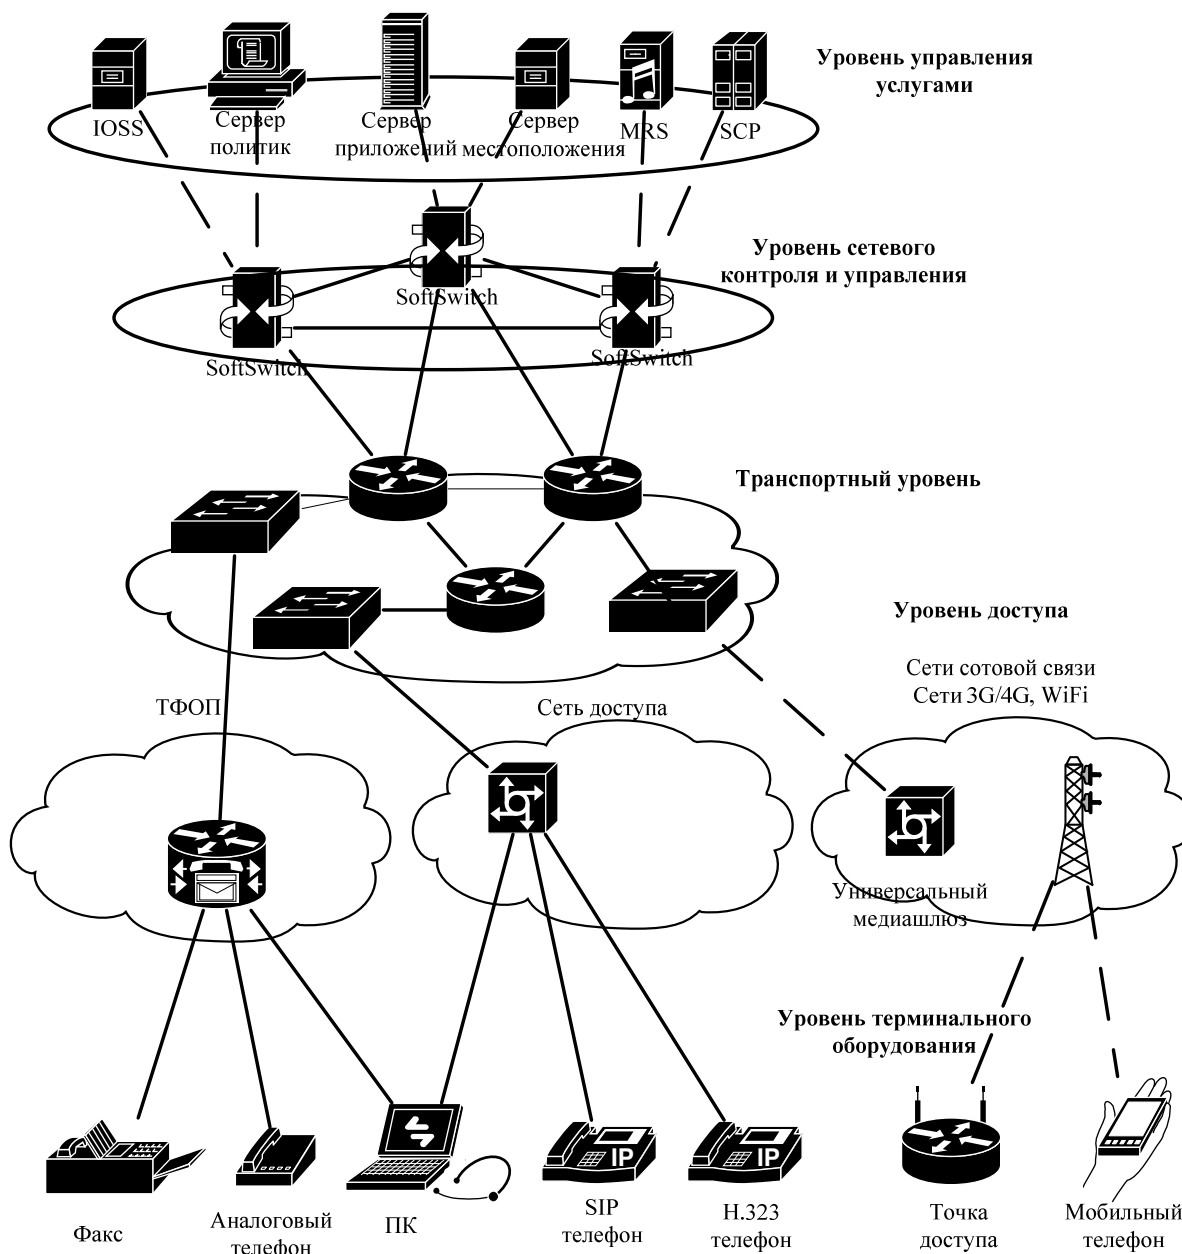 Уровень управления
услугами
IOSS
Сервер
политик
Сервер
приложений
Сервер
местоположения
MRS
SCP
Уровень сетевого
контроля и управления
SoftSwitch
SoftSwitch
SoftSwitch
Транспортный уровень
Уровень доступа
Сети сотовой связи
Сети 3G/4G, WiFi
ТФОП
Сеть доступа
Универсальный
медиашлюз
Уровень терминального
оборудования
IP
IP
Факс
Аналоговый
телефон
ПК
SIP
телефон
H.323
телефон
Точка
доступа
Мобильный
телефон